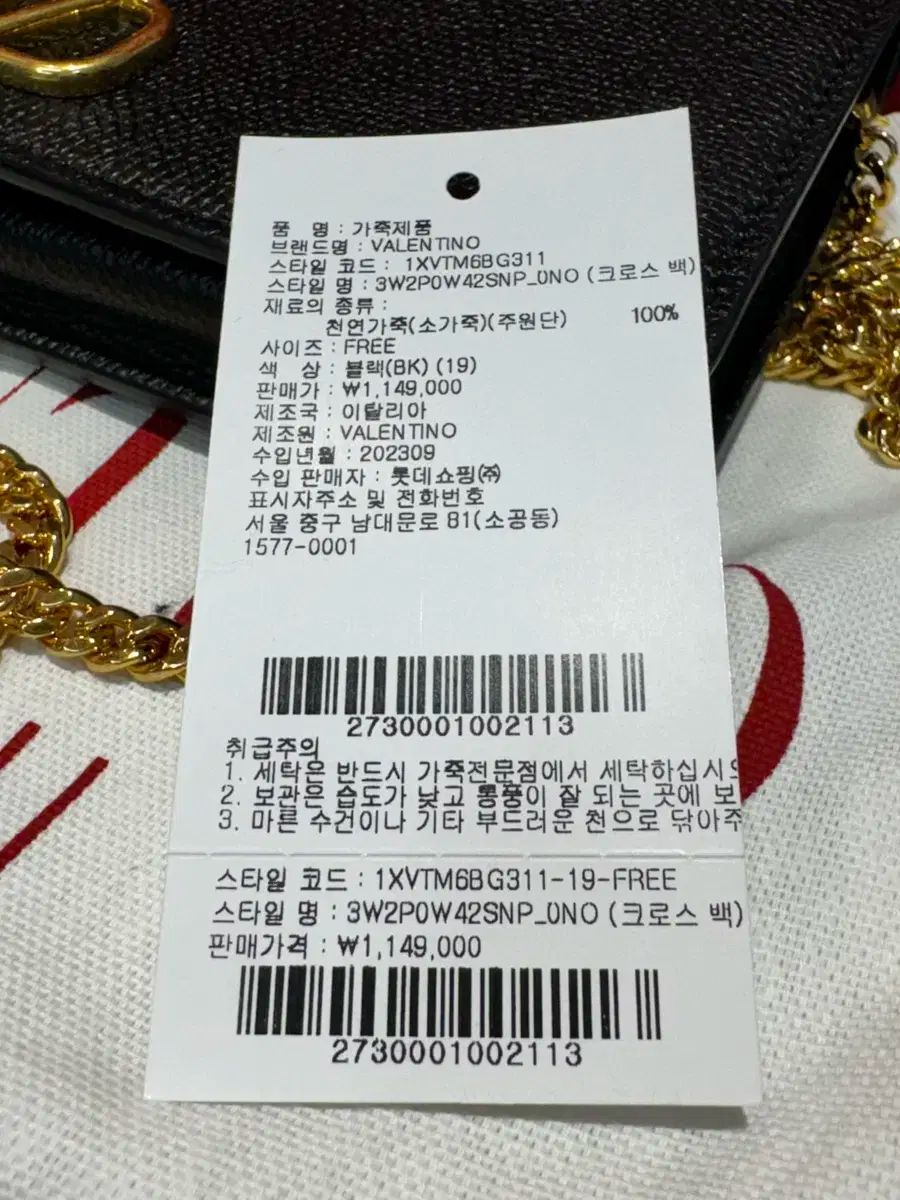 품 명 : 가죽제품
브랜드명 : VALENTINO
스타일 코드 : 1XVTM6BG311
스타일 명 : 3W2P0W42SNP_0NO (크로스 백)
재료의 종류 :
천연가죽(소가죽)(주원단) 100%
사이즈 : FREE
색 상 : 블랙(BK) (19)
판매가 : ₩1,149,000
제조국 : 이탈리아
제조원 : VALENTINO
수입년월 : 202309
수입 판매자 : 롯데쇼핑㈜
표시자주소 및 전화번호
서울 중구 남대문로 81(소공동)
1577-0001
2730001002113
취급주의
1. 세탁은 반드시 가죽전문점에서 세탁하십시오
2. 보관은 습도가 낮고 통풍이 잘 되는 곳에 보
3. 마른 수건이나 기타 부드러운 천으로 닦아주
스타일 코드 : 1XVTM6BG311-19-FREE
스타일 명 : 3W2P0W42SNP_0NO (크로스 백)
판매가격 : ₩1,149,000
2730001002113